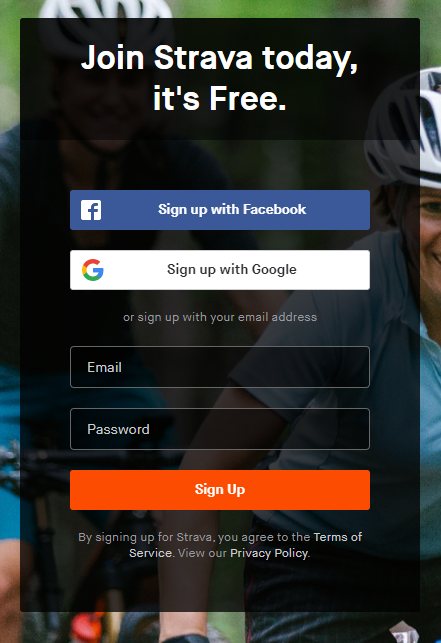 Join Strava today,
it's Free.
Sign up with Facebook
Sign up with Google
or sign up with your email address
Email
Password
Sign Up
By signing up for Strava, you agree to the Terms of
Service. View our Privacy Policy.